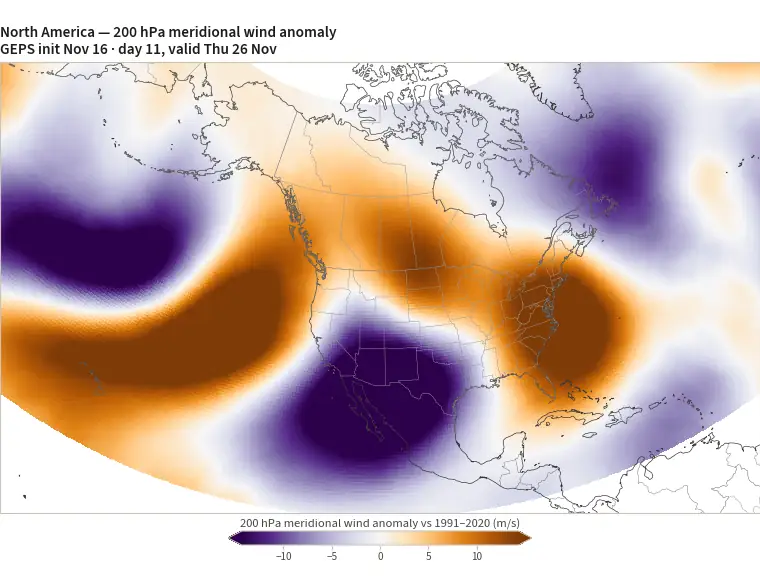 North America — 200 hPa meridional wind anomaly
GEPS init Nov 16 · day 11, valid Thu 26 Nov
200 hPa meridional wind anomaly vs 1991–2020 (m/s)
−10 −5 0 5 10